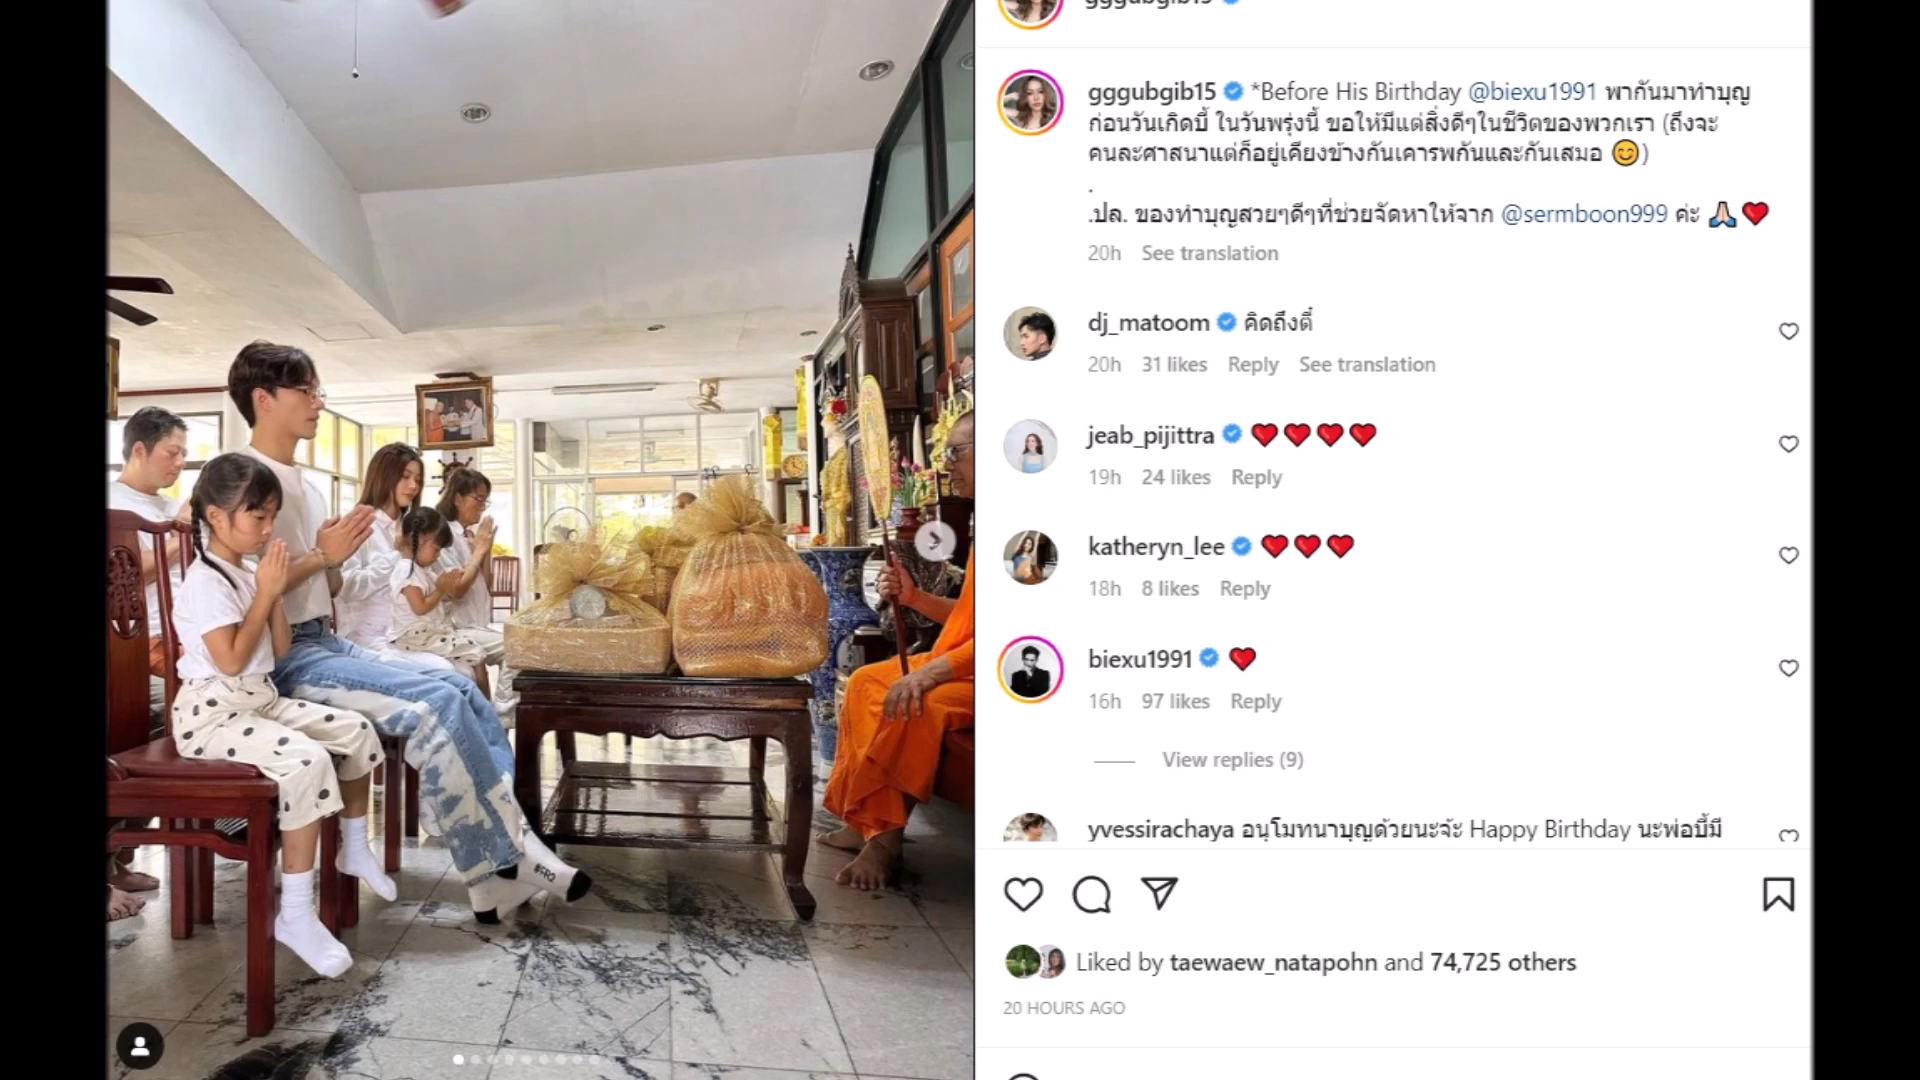 gggubgib15
gggubgib15 *Before His Birthday @biexu1991 พากันมาทำบุญ
ก่อนวันเกิดบี้ ในวันพรุ่งนี้ ขอให้มีแต่สิ่งดีๆในชีวิตของพวกเรา (ถึงจะ
คนละศาสนาแต่ก็อยู่เคียงข้างกันเคารพกันและกันเสมอ 😊)
.
.ปล. ของทำบุญสวยๆดีๆที่ช่วยจัดหาให้จาก @sermboon999 ค่ะ 🙏🏻❤️
20h See translation
dj_matoom คิดถึงตี๋
20h 31 likes Reply See translation
jeab_pijittra ❤️❤️❤️❤️
19h 24 likes Reply
katheryn_lee ❤️❤️❤️
18h 8 likes Reply
biexu1991 ❤️
16h 97 likes Reply
View replies (9)
yvessirachaya อนุโมทนาบุญด้วยนะจ้ะ Happy Birthday นะพ่อบี้มี
Liked by taewaew_natapohn and 74,725 others
20 HOURS AGO
#FR2